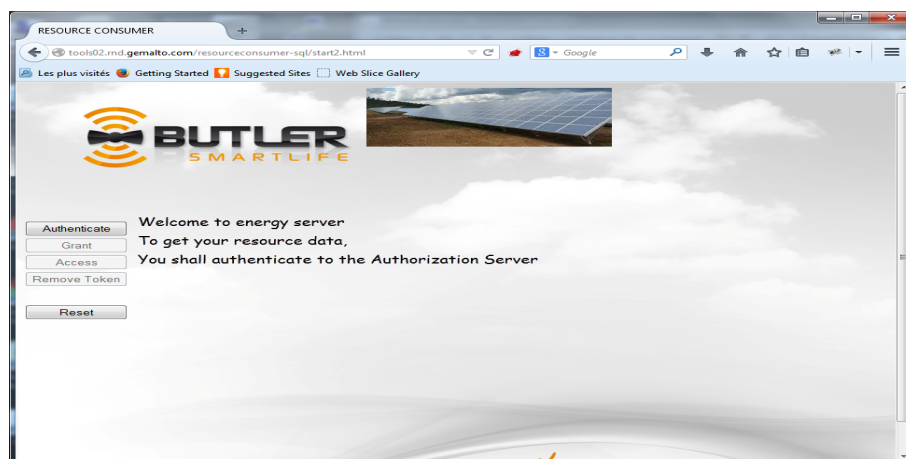 RESOURCE CONSUMER
tools02.rnd.gemalto.com/resourceconsumer-sql/start2.html
Google
Les plus visités Getting Started Suggested Sites Web Slice Gallery
BUTLER
SMARTLIFE
Authenticate
Grant
Access
Remove Token
Reset
Welcome to energy server
To get your resource data,
You shall authenticate to the Authorization Server